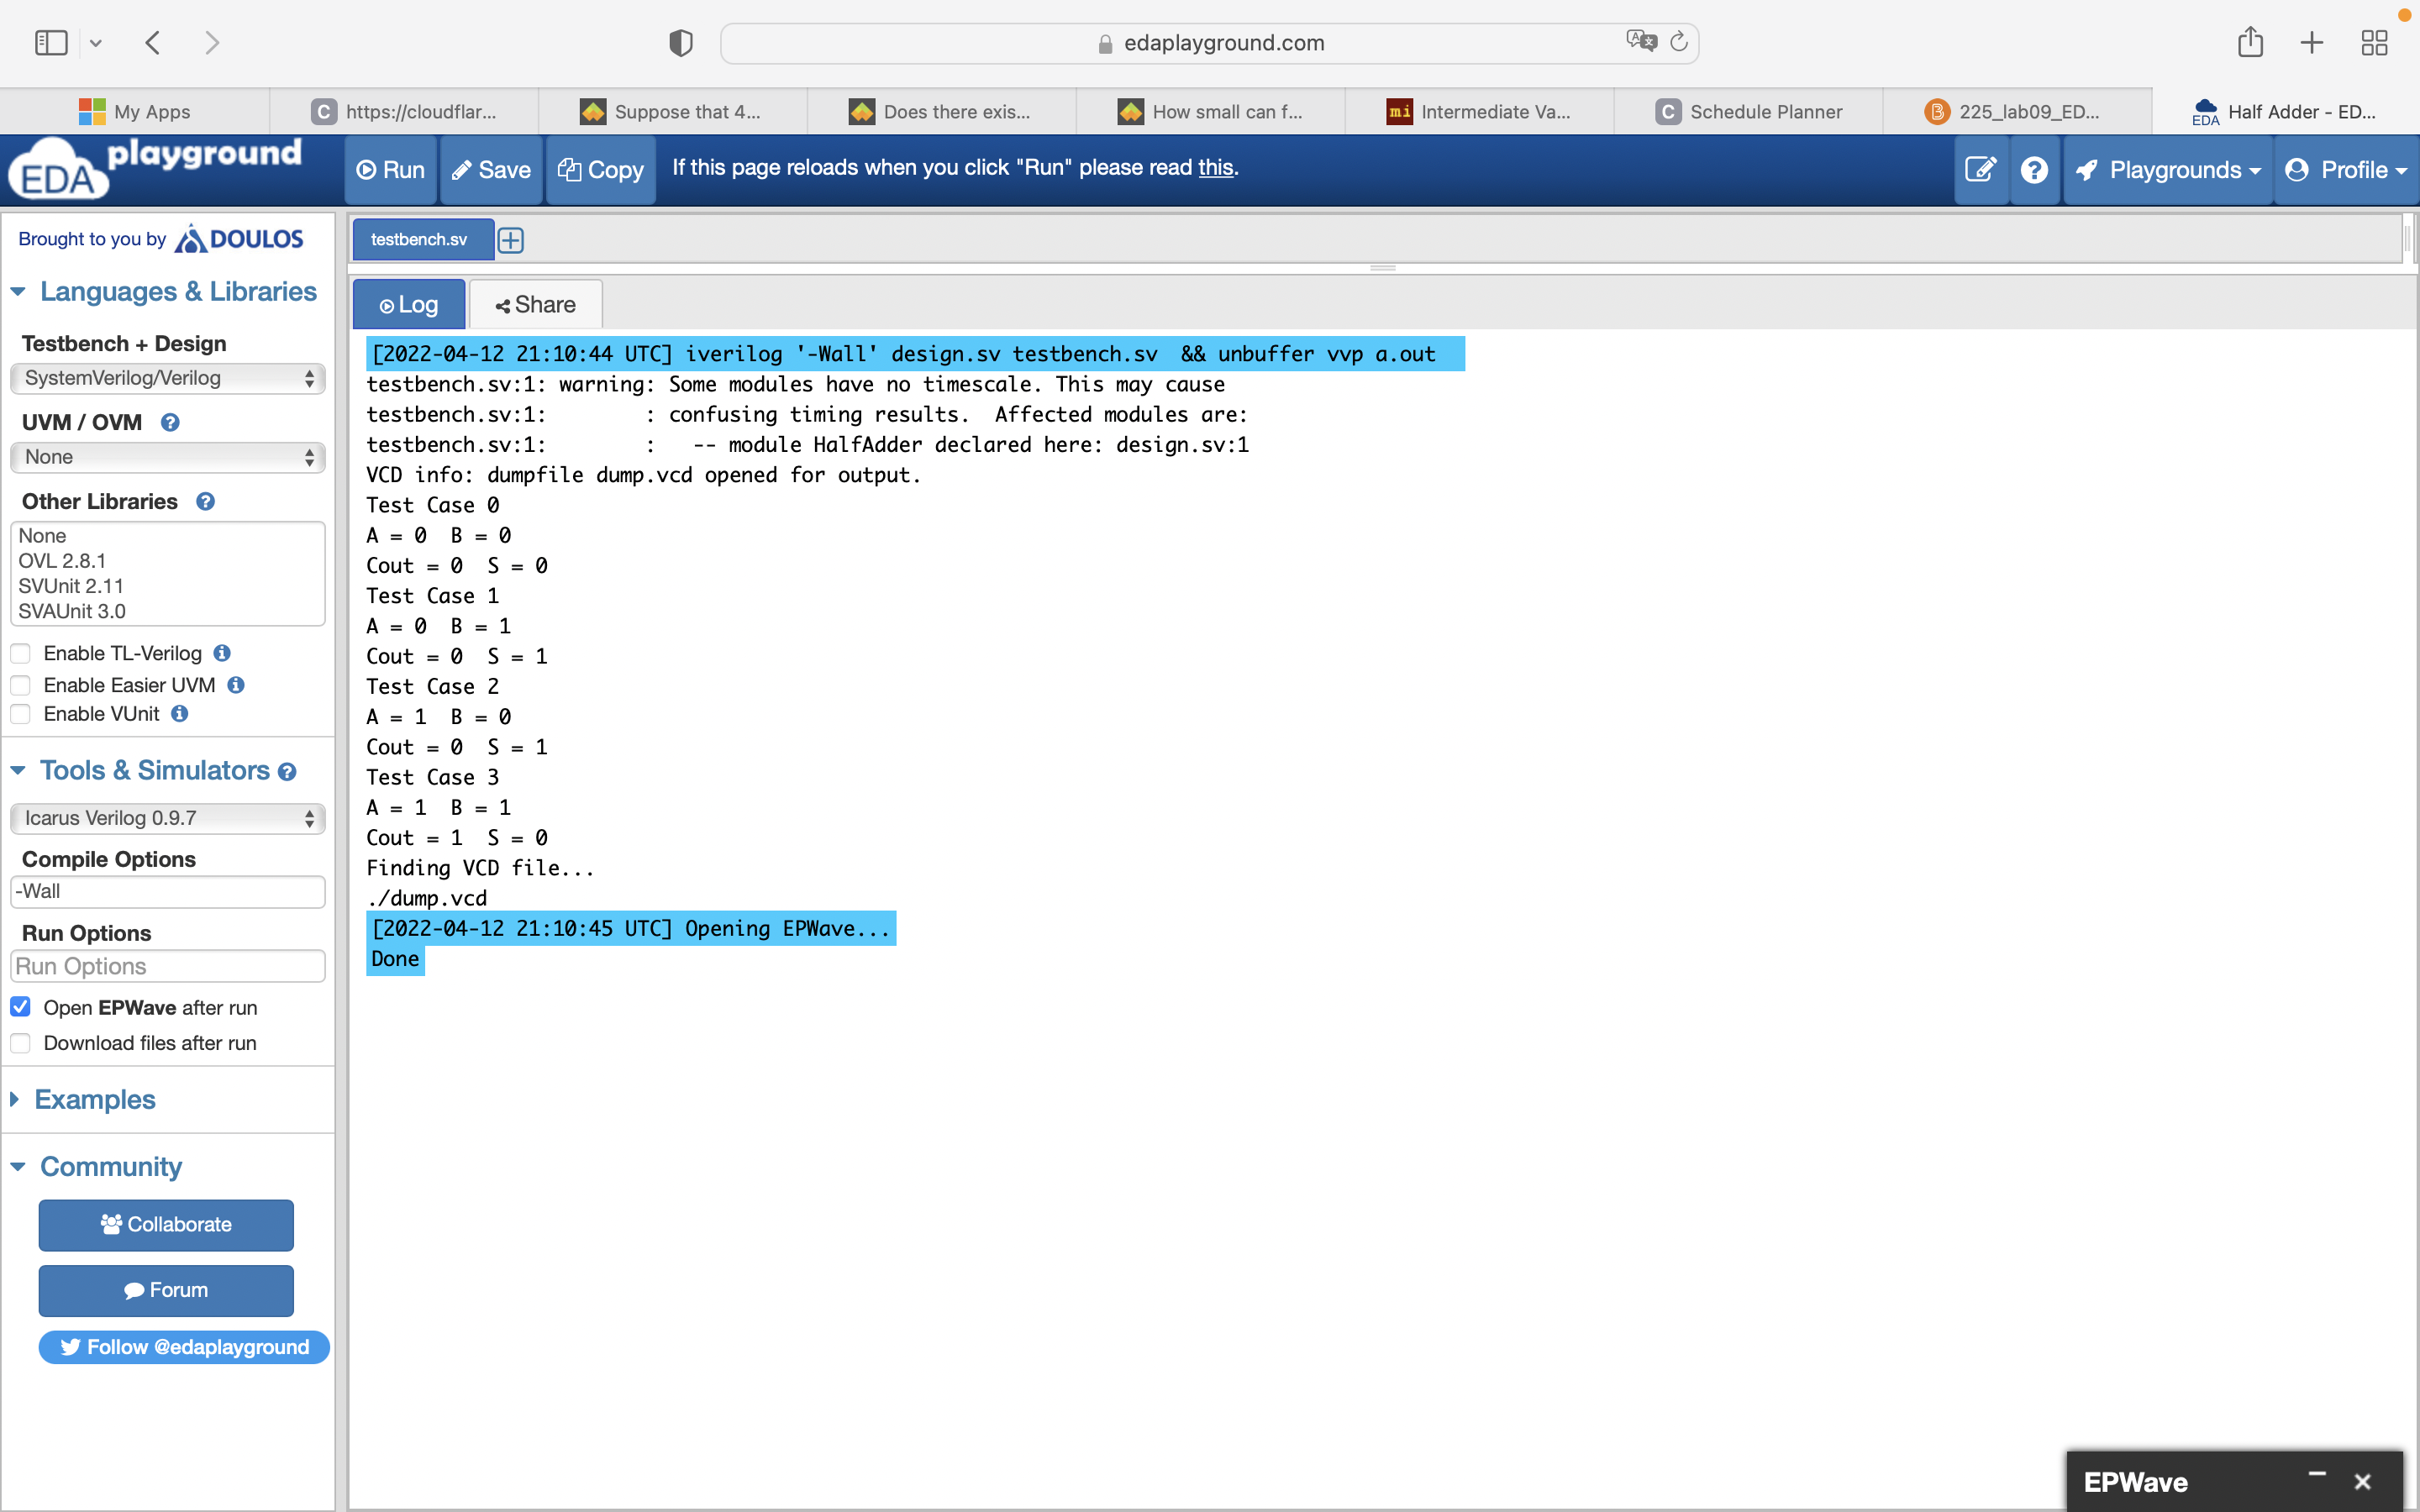 edaplayground.com
My Apps
https://cloudflar...
Suppose that 4...
Does there exis...
How small can f...
mi Intermediate Va...
C Schedule Planner
225_lab09_ED...
EDA Half Adder - ED...
EDA playground
Run
Save
Copy
If this page reloads when you click "Run" please read this.
Playgrounds
Profile
Brought to you by DOULOS
Languages & Libraries
Testbench + Design
SystemVerilog/Verilog
UVM / OVM
None
Other Libraries
None
OVL 2.8.1
SVUnit 2.11
SVAUnit 3.0
Enable TL-Verilog
Enable Easier UVM
Enable VUnit
Tools & Simulators
Icarus Verilog 0.9.7
Compile Options
-Wall
Run Options
Run Options
Open EPWave after run
Download files after run
Examples
Community
Collaborate
Forum
Follow @edaplayground
testbench.sv
Log
Share
[2022-04-12 21:10:44 UTC] iverilog '-Wall' design.sv testbench.sv  && unbuffer vvp a.out
testbench.sv:1: warning: Some modules have no timescale. This may cause
testbench.sv:1:         : confusing timing results.  Affected modules are:
testbench.sv:1:         :   -- module HalfAdder declared here: design.sv:1
VCD info: dumpfile dump.vcd opened for output.
Test Case 0
A = 0  B = 0
Cout = 0  S = 0
Test Case 1
A = 0  B = 1
Cout = 0  S = 1
Test Case 2
A = 1  B = 0
Cout = 0  S = 1
Test Case 3
A = 1  B = 1
Cout = 1  S = 0
Finding VCD file...
./dump.vcd
[2022-04-12 21:10:45 UTC] Opening EPWave...
Done
EPWave